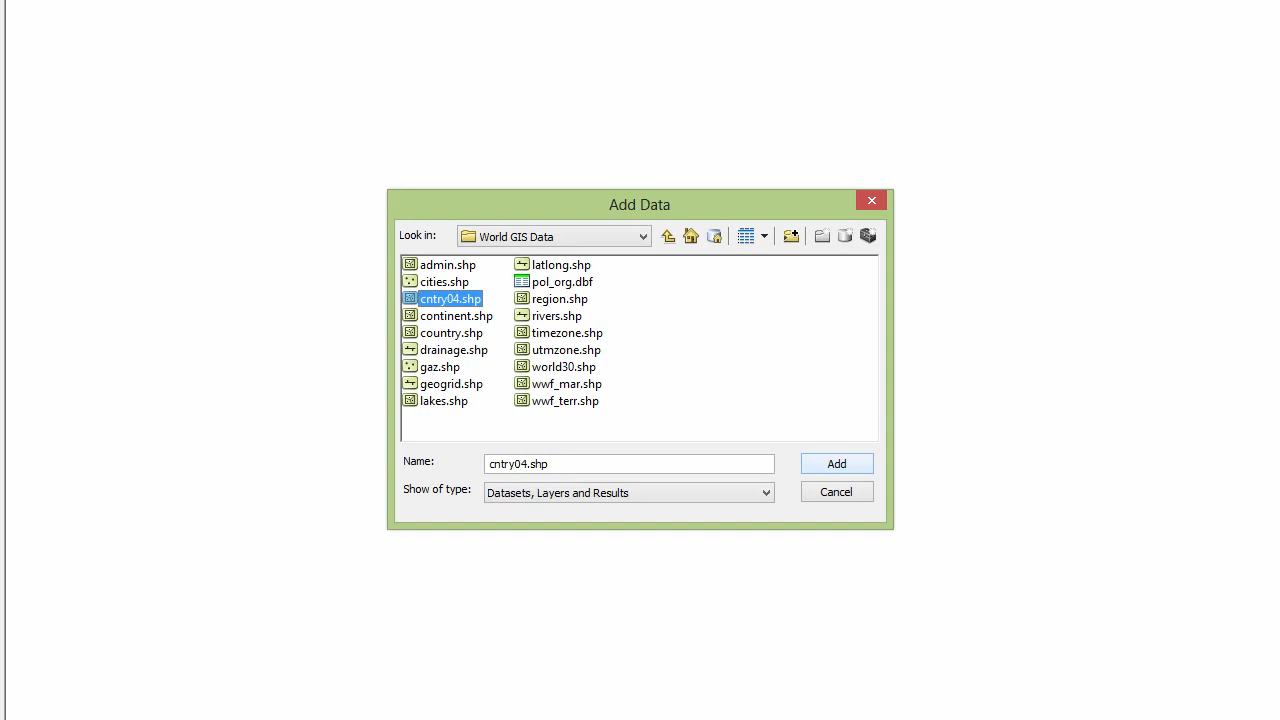 Add Data
Look in: World GIS Data
admin.shp
cities.shp
cntry04.shp
continent.shp
country.shp
drainage.shp
gaz.shp
geogrid.shp
lakes.shp
latlong.shp
pol_org.dbf
region.shp
rivers.shp
timezone.shp
utmzone.shp
world30.shp
wwf_mar.shp
wwf_terr.shp
Name: cntry04.shp Add
Show of type: Datasets, Layers and Results Cancel